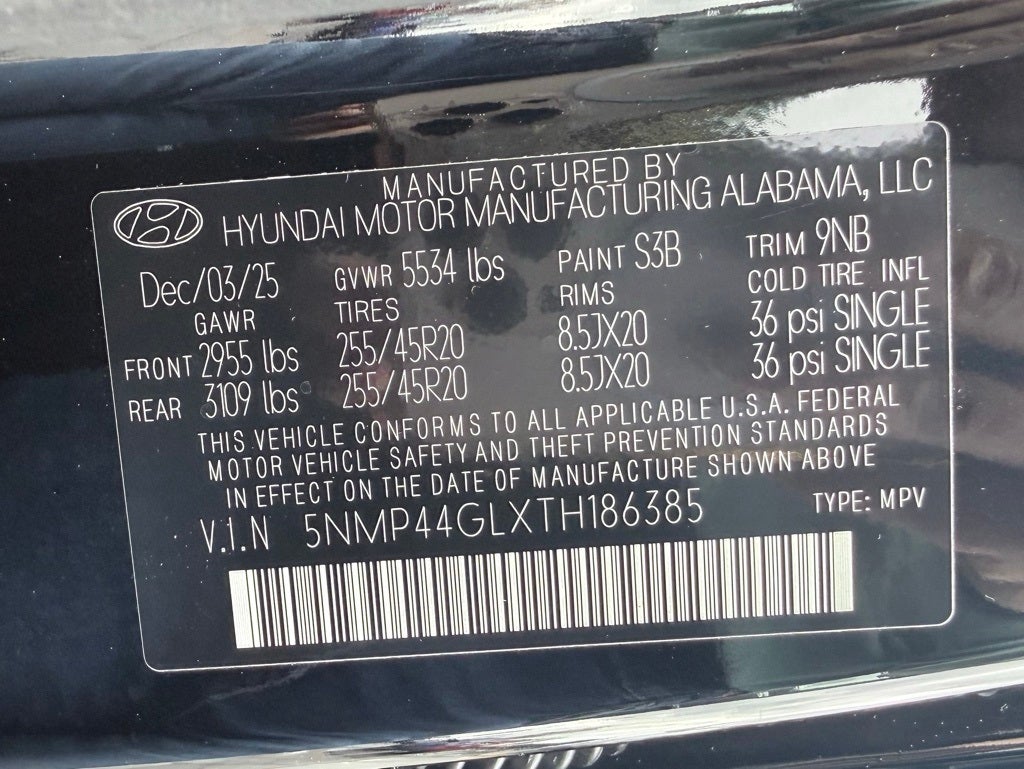 MANUFACTURED BY
HYUNDAI MOTOR MANUFACTURING ALABAMA, LLC
Dec/03/25 GVWR 5534 lbs PAINT S3B TRIM 9NB
GAWR TIRES RIMS COLD TIRE INFL
FRONT 2955 lbs 255/45R20 8.5JX20 36 psi SINGLE
REAR 3109 lbs 255/45R20 8.5JX20 36 psi SINGLE
THIS VEHICLE CONFORMS TO ALL APPLICABLE U.S.A. FEDERAL
MOTOR VEHICLE SAFETY AND THEFT PREVENTION STANDARDS
IN EFFECT ON THE DATE OF MANUFACTURE SHOWN ABOVE
V.I.N 5NMP44GLXTH186385 TYPE: MPV